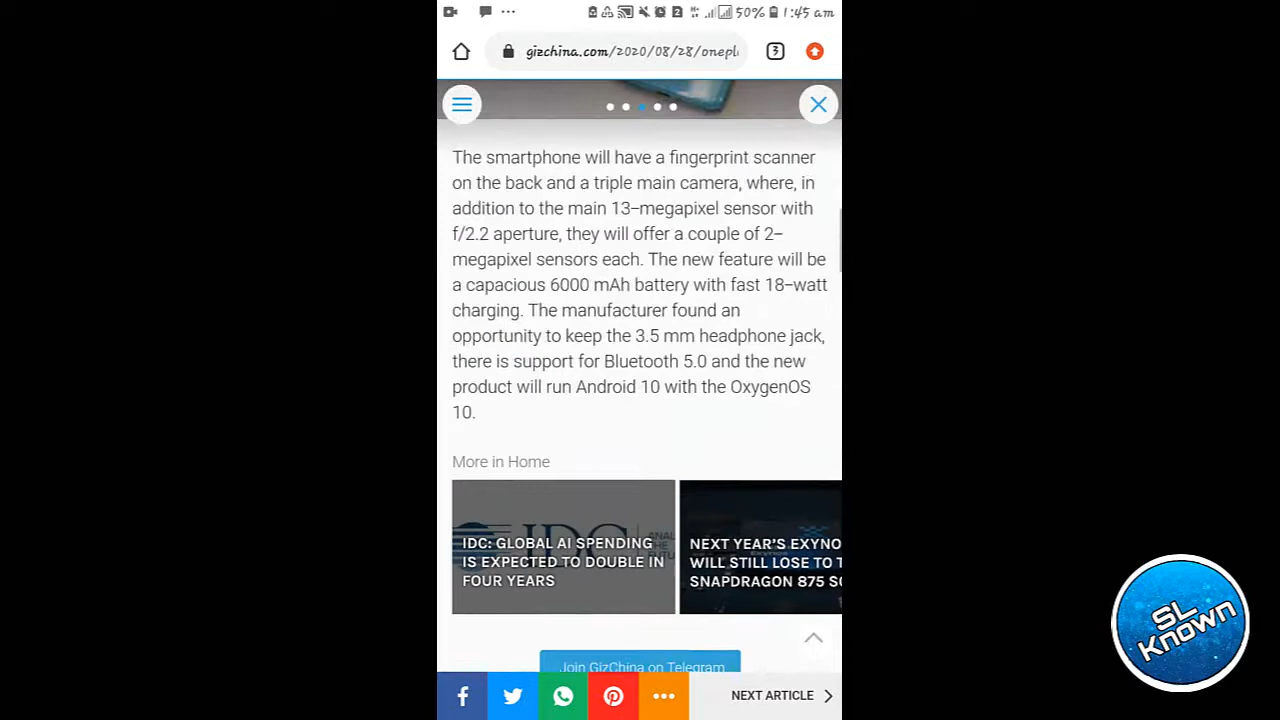 50% 1:45 am
gizchina.com/2020/08/28/onepl
3
The smartphone will have a fingerprint scanner
on the back and a triple main camera, where, in
addition to the main 13-megapixel sensor with
f/2.2 aperture, they will offer a couple of 2-
megapixel sensors each. The new feature will be
a capacious 6000 mAh battery with fast 18-watt
charging. The manufacturer found an
opportunity to keep the 3.5 mm headphone jack,
there is support for Bluetooth 5.0 and the new
product will run Android 10 with the OxygenOS
10.
More in Home
IDC
IDC: GLOBAL AI SPENDING
IS EXPECTED TO DOUBLE IN
FOUR YEARS
NEXT YEAR'S EXYNO
WILL STILL LOSE TO T
SNAPDRAGON 875 S
Join GizChina on Telegram
NEXT ARTICLE
SL
Known